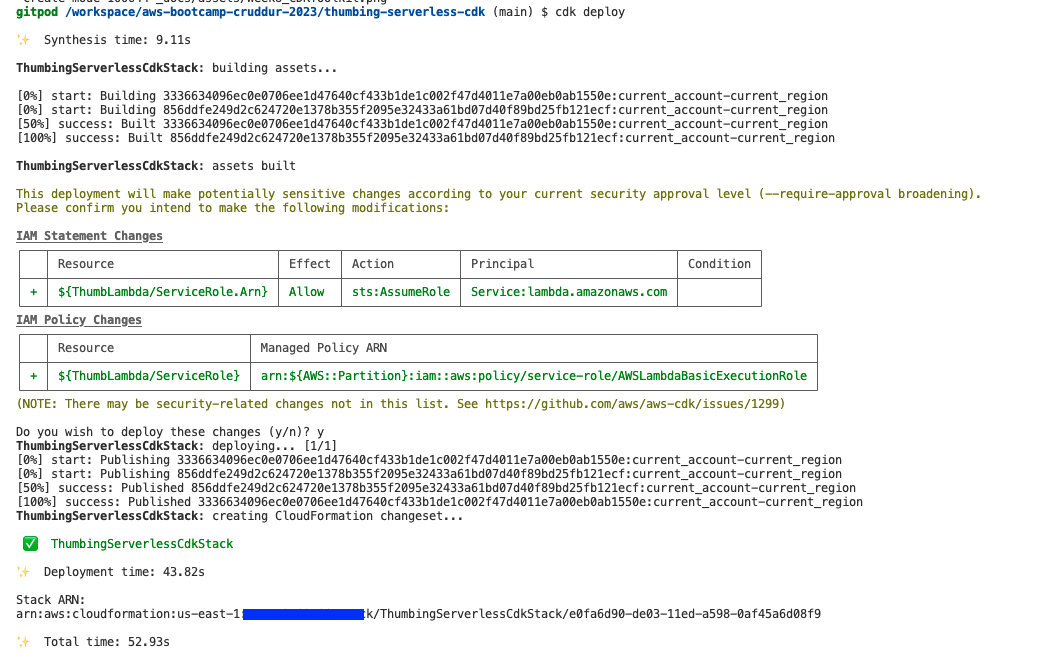 gitpod /workspace/aws-bootcamp-cruddur-2023/thumbing-serverless-cdk (main) $ cdk deploy
✨ Synthesis time: 9.11s
ThumbingServerlessCdkStack: building assets...
[0%] start: Building 3336634096ec0e0706ee1d47640cf433b1de1c002f47d4011e7a00eb0ab1550e:current_account-current_region
[0%] start: Building 856ddfe249d2c624720e1378b355f2095e32433a61bd07d40f89bd25fb121ecf:current_account-current_region
[50%] success: Built 3336634096ec0e0706ee1d47640cf433b1de1c002f47d4011e7a00eb0ab1550e:current_account-current_region
[100%] success: Built 856ddfe249d2c624720e1378b355f2095e32433a61bd07d40f89bd25fb121ecf:current_account-current_region
ThumbingServerlessCdkStack: assets built
This deployment will make potentially sensitive changes according to your current security approval level (--require-approval broadening).
Please confirm you intend to make the following modifications:
IAM Statement Changes
Resource Effect Action Principal Condition
+ ${ThumbLambda/ServiceRole.Arn} Allow sts:AssumeRole Service:lambda.amazonaws.com
IAM Policy Changes
Resource Managed Policy ARN
+ ${ThumbLambda/ServiceRole} arn:${AWS::Partition}:iam::aws:policy/service-role/AWSLambdaBasicExecutionRole
(NOTE: There may be security-related changes not in this list. See https://github.com/aws/aws-cdk/issues/1299)
Do you wish to deploy these changes (y/n)? y
ThumbingServerlessCdkStack: deploying... [1/1]
[0%] start: Publishing 3336634096ec0e0706ee1d47640cf433b1de1c002f47d4011e7a00eb0ab1550e:current_account-current_region
[0%] start: Publishing 856ddfe249d2c624720e1378b355f2095e32433a61bd07d40f89bd25fb121ecf:current_account-current_region
[50%] success: Published 856ddfe249d2c624720e1378b355f2095e32433a61bd07d40f89bd25fb121ecf:current_account-current_region
[100%] success: Published 3336634096ec0e0706ee1d47640cf433b1de1c002f47d4011e7a00eb0ab1550e:current_account-current_region
ThumbingServerlessCdkStack: creating CloudFormation changeset...
✅ ThumbingServerlessCdkStack
✨ Deployment time: 43.82s
Stack ARN:
arn:aws:cloudformation:us-east-1: k/ThumbingServerlessCdkStack/e0fa6d90-de03-11ed-a598-0af45a6d08f9
✨ Total time: 52.93s